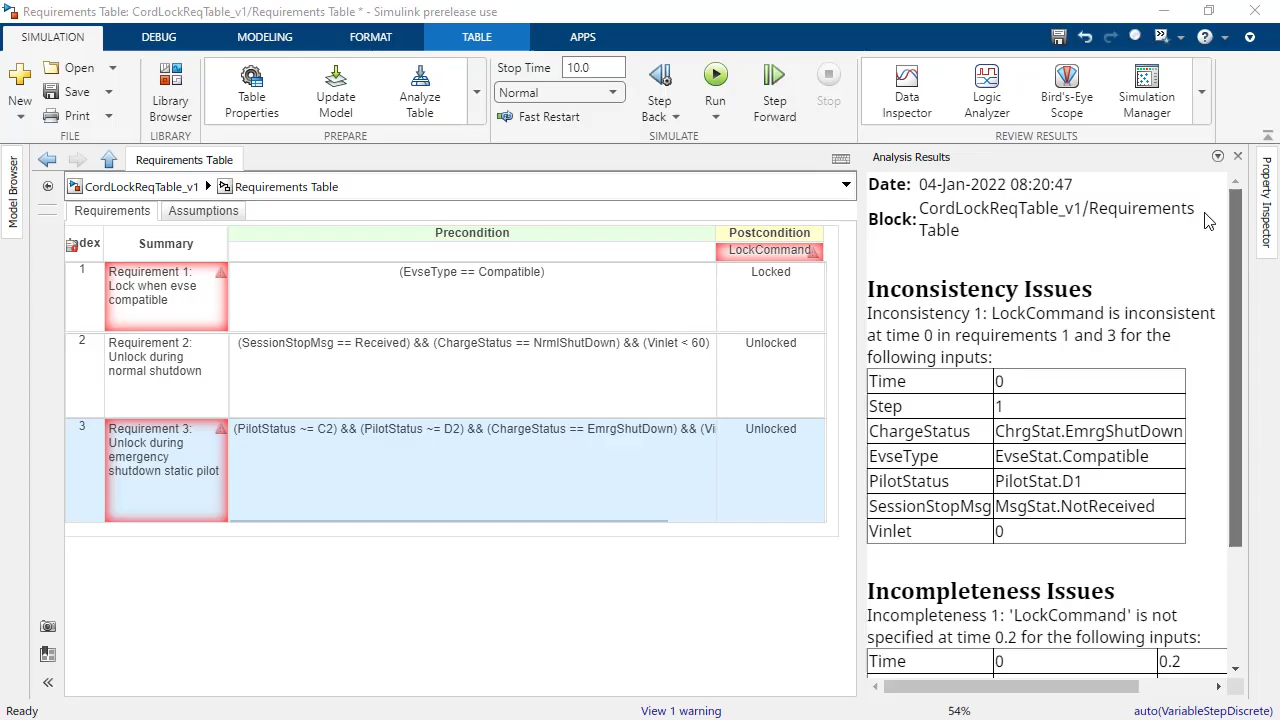 Requirements Table: CordLockReqTable_v1/Requirements Table * - Simulink prerelease use
SIMULATION DEBUG MODELING FORMAT TABLE APPS
New
Open
Save
Print
FILE
Library
Browser
LIBRARY
Table
Properties
Update
Model
Analyze
Table
PREPARE
Stop Time 10.0
Normal
Fast Restart
Step
Back
Run
Step
Forward
Stop
SIMULATE
Data
Inspector
Logic
Analyzer
Bird's-Eye
Scope
Simulation
Manager
REVIEW RESULTS
Model Browser
Requirements Table
CordLockReqTable_v1 Requirements Table
Requirements Assumptions
Index Summary Precondition Postcondition
LockCommand
1 Requirement 1: (EvseType == Compatible) Locked
Lock when evse
compatible
2 Requirement 2: (SessionStopMsg == Received) && (ChargeStatus == NrmlShutDown) && (Vinlet < 60) Unlocked
Unlock during
normal shutdown
3 Requirement 3: (PilotStatus ~= C2) && (PilotStatus ~= D2) && (ChargeStatus == EmrgShutDown) && (Vi Unlocked
Unlock during
emergency
shutdown static pilot
Analysis Results
Date: 04-Jan-2022 08:20:47
Block: CordLockReqTable_v1/Requirements
Table
Inconsistency Issues
Inconsistency 1: LockCommand is inconsistent
at time 0 in requirements 1 and 3 for the
following inputs:
Time 0
Step 1
ChargeStatus ChrgStat.EmrgShutDown
EvseType EvseStat.Compatible
PilotStatus PilotStat.D1
SessionStopMsg MsgStat.NotReceived
Vinlet 0
Incompleteness Issues
Incompleteness 1: 'LockCommand' is not
specified at time 0.2 for the following inputs:
Time 0 0.2
Property Inspector
Ready View 1 warning 54% auto(VariableStepDiscrete)